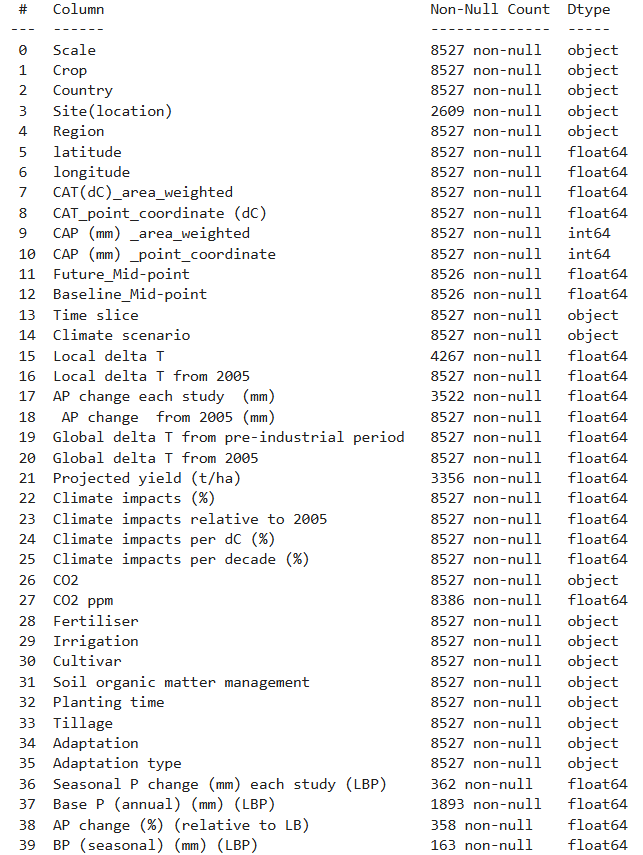 #   Column                                    Non-Null Count  Dtype
---  ------                                    --------------  -----
0   Scale                                     8527 non-null   object
1   Crop                                      8527 non-null   object
2   Country                                   8527 non-null   object
3   Site(location)                            2609 non-null   object
4   Region                                    8527 non-null   object
5   latitude                                  8527 non-null   float64
6   longitude                                 8527 non-null   float64
7   CAT(dC)_area_weighted                     8527 non-null   float64
8   CAT_point_coordinate (dC)                 8527 non-null   float64
9   CAP (mm) _area_weighted                   8527 non-null   int64
10  CAP (mm) _point_coordinate                8527 non-null   int64
11  Future_Mid-point                          8526 non-null   float64
12  Baseline_Mid-point                        8526 non-null   float64
13  Time slice                                8527 non-null   object
14  Climate scenario                          8527 non-null   object
15  Local delta T                             4267 non-null   float64
16  Local delta T from 2005                   8527 non-null   float64
17  AP change each study  (mm)                3522 non-null   float64
18   AP change  from 2005 (mm)                8527 non-null   float64
19  Global delta T from pre-industrial period  8527 non-null   float64
20  Global delta T from 2005                  8527 non-null   float64
21  Projected yield (t/ha)                    3356 non-null   float64
22  Climate impacts (%)                       8527 non-null   float64
23  Climate impacts relative to 2005          8527 non-null   float64
24  Climate impacts per dC (%)                8527 non-null   float64
25  Climate impacts per decade (%)            8527 non-null   float64
26  CO2                                       8527 non-null   object
27  CO2 ppm                                   8386 non-null   float64
28  Fertiliser                                8527 non-null   object
29  Irrigation                                8527 non-null   object
30  Cultivar                                  8527 non-null   object
31  Soil organic matter management            8527 non-null   object
32  Planting time                             8527 non-null   object
33  Tillage                                   8527 non-null   object
34  Adaptation                                8527 non-null   object
35  Adaptation type                           8527 non-null   object
36  Seasonal P change (mm) each study (LBP)   362 non-null    float64
37  Base P (annual) (mm) (LBP)                1893 non-null   float64
38  AP change (%) (relative to LB)            358 non-null    float64
39  BP (seasonal) (mm) (LBP)                  163 non-null    float64